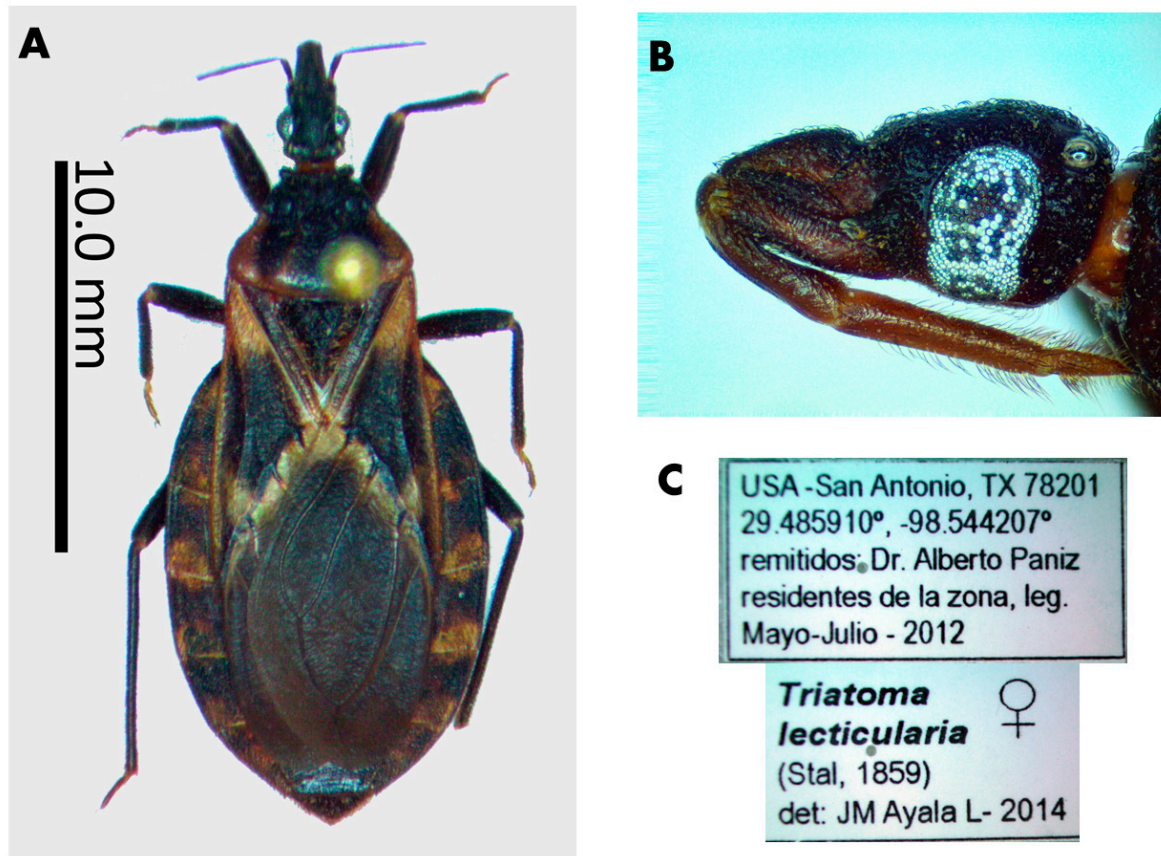 A
10.0 mm
B
C
USA -San Antonio, TX 78201
29.485910º, -98.544207º
remitidos: Dr. Alberto Paniz
residentes de la zona, leg.
Mayo-Julio - 2012
Triatoma ♀
lecticularia
(Stal, 1859)
det: JM Ayala L- 2014